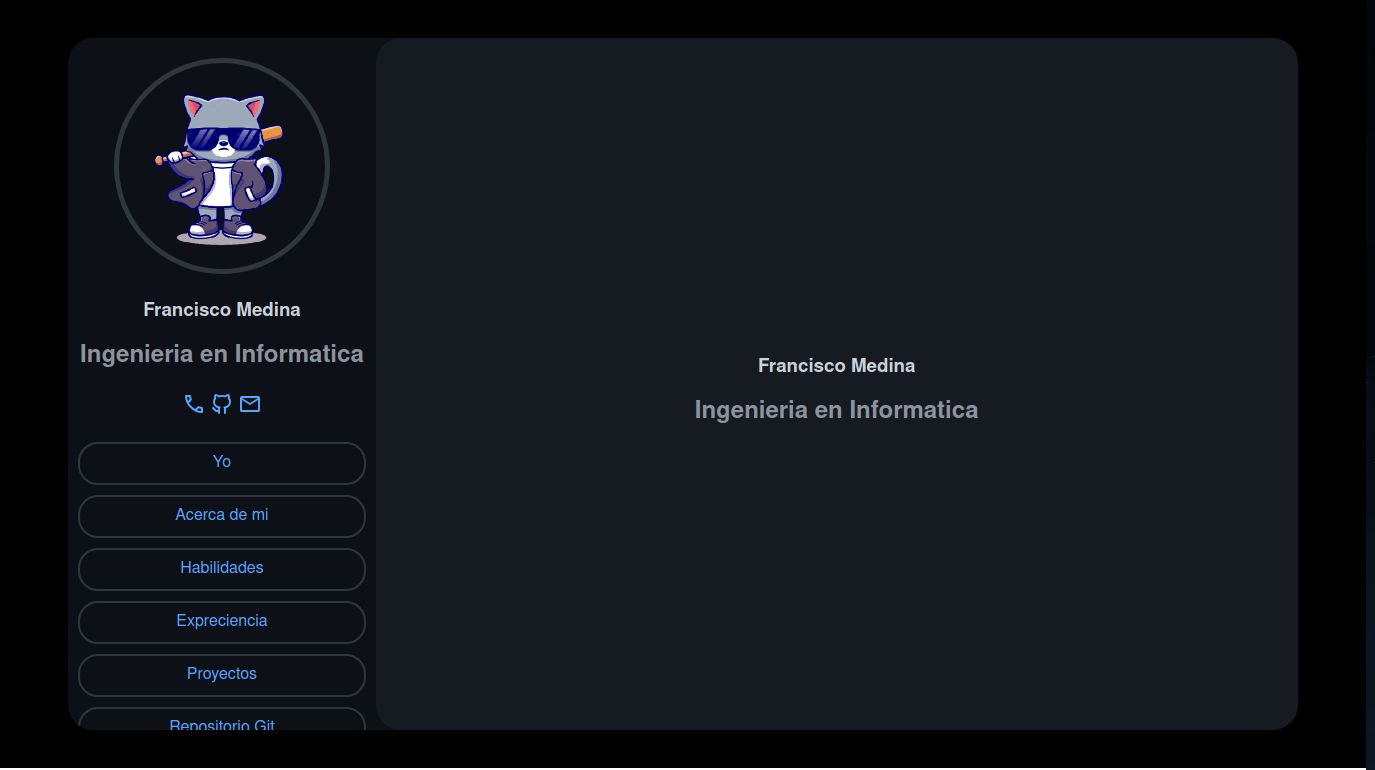 Francisco Medina
Ingenieria en Informatica
Yo
Acerca de mi
Habilidades
Expreciencia
Proyectos
Repositorio Git
Francisco Medina
Ingenieria en Informatica